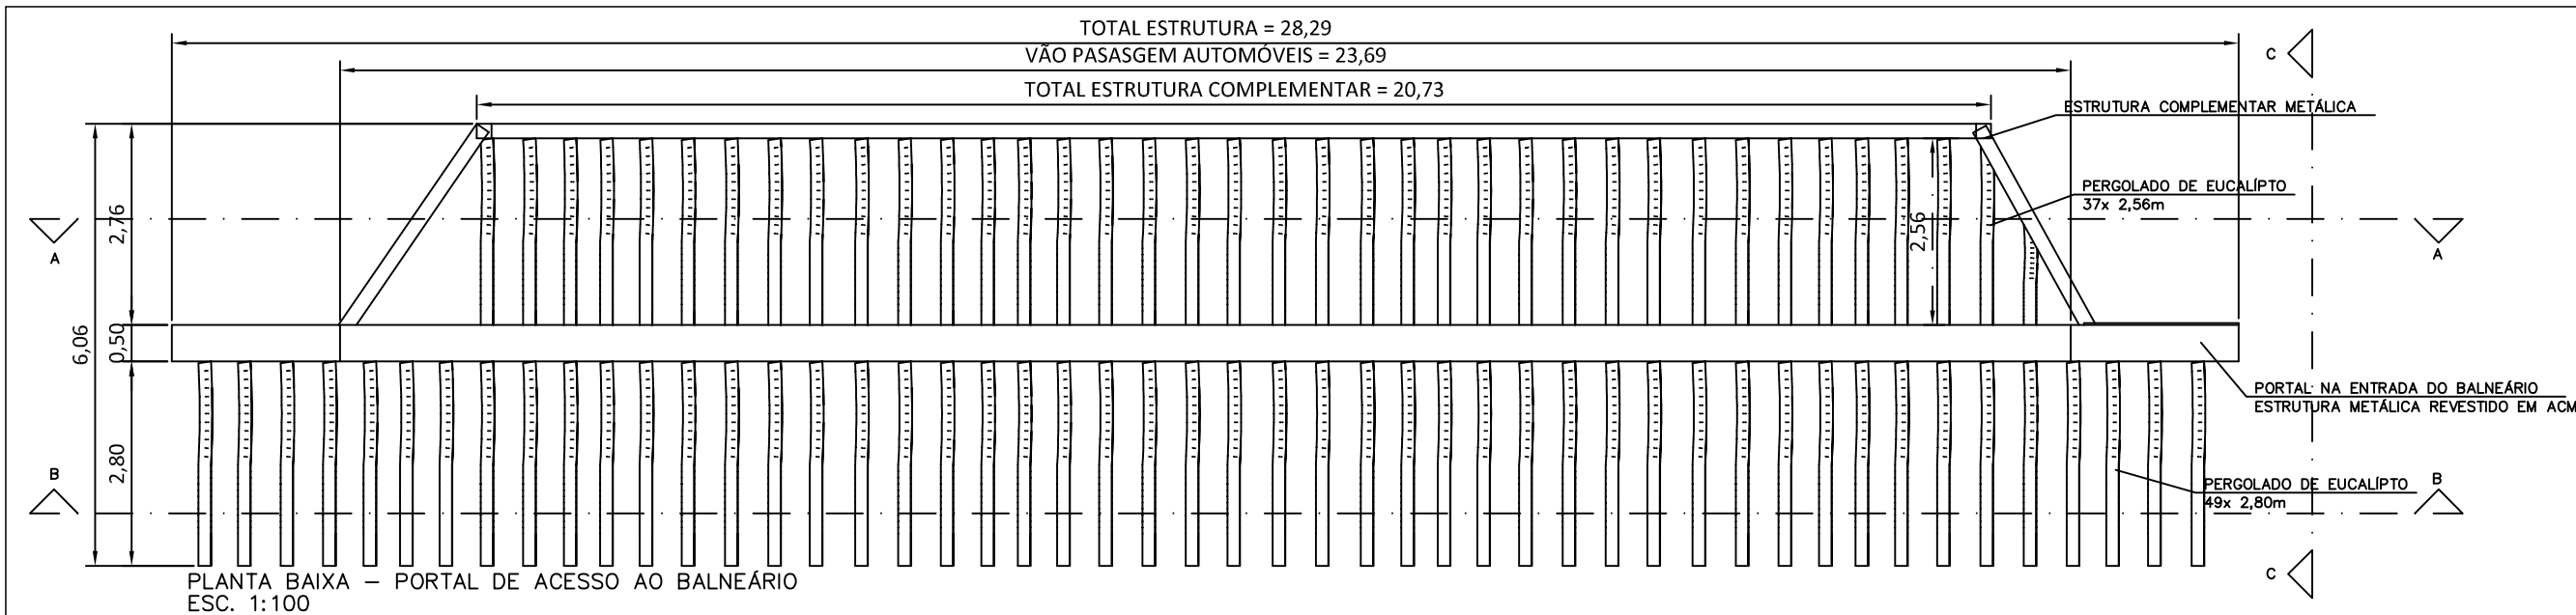 TOTAL ESTRUTURA = 28,29
VÃO PASASGEM AUTOMÓVEIS = 23,69
TOTAL ESTRUTURA COMPLEMENTAR = 20,73
C
ESTRUTURA COMPLEMENTAR METÁLICA
PERGOLADO DE EUCALÍPTO
37x 2,56m
2,76
2,56
A
A
6,06
0,50
PORTAL NA ENTRADA DO BALNEÁRIO
ESTRUTURA METÁLICA REVESTIDO EM ACM
2,80
B
B
PERGOLADO DE EUCALÍPTO
49x 2,80m
C
PLANTA BAIXA – PORTAL DE ACESSO AO BALNEÁRIO
ESC. 1:100